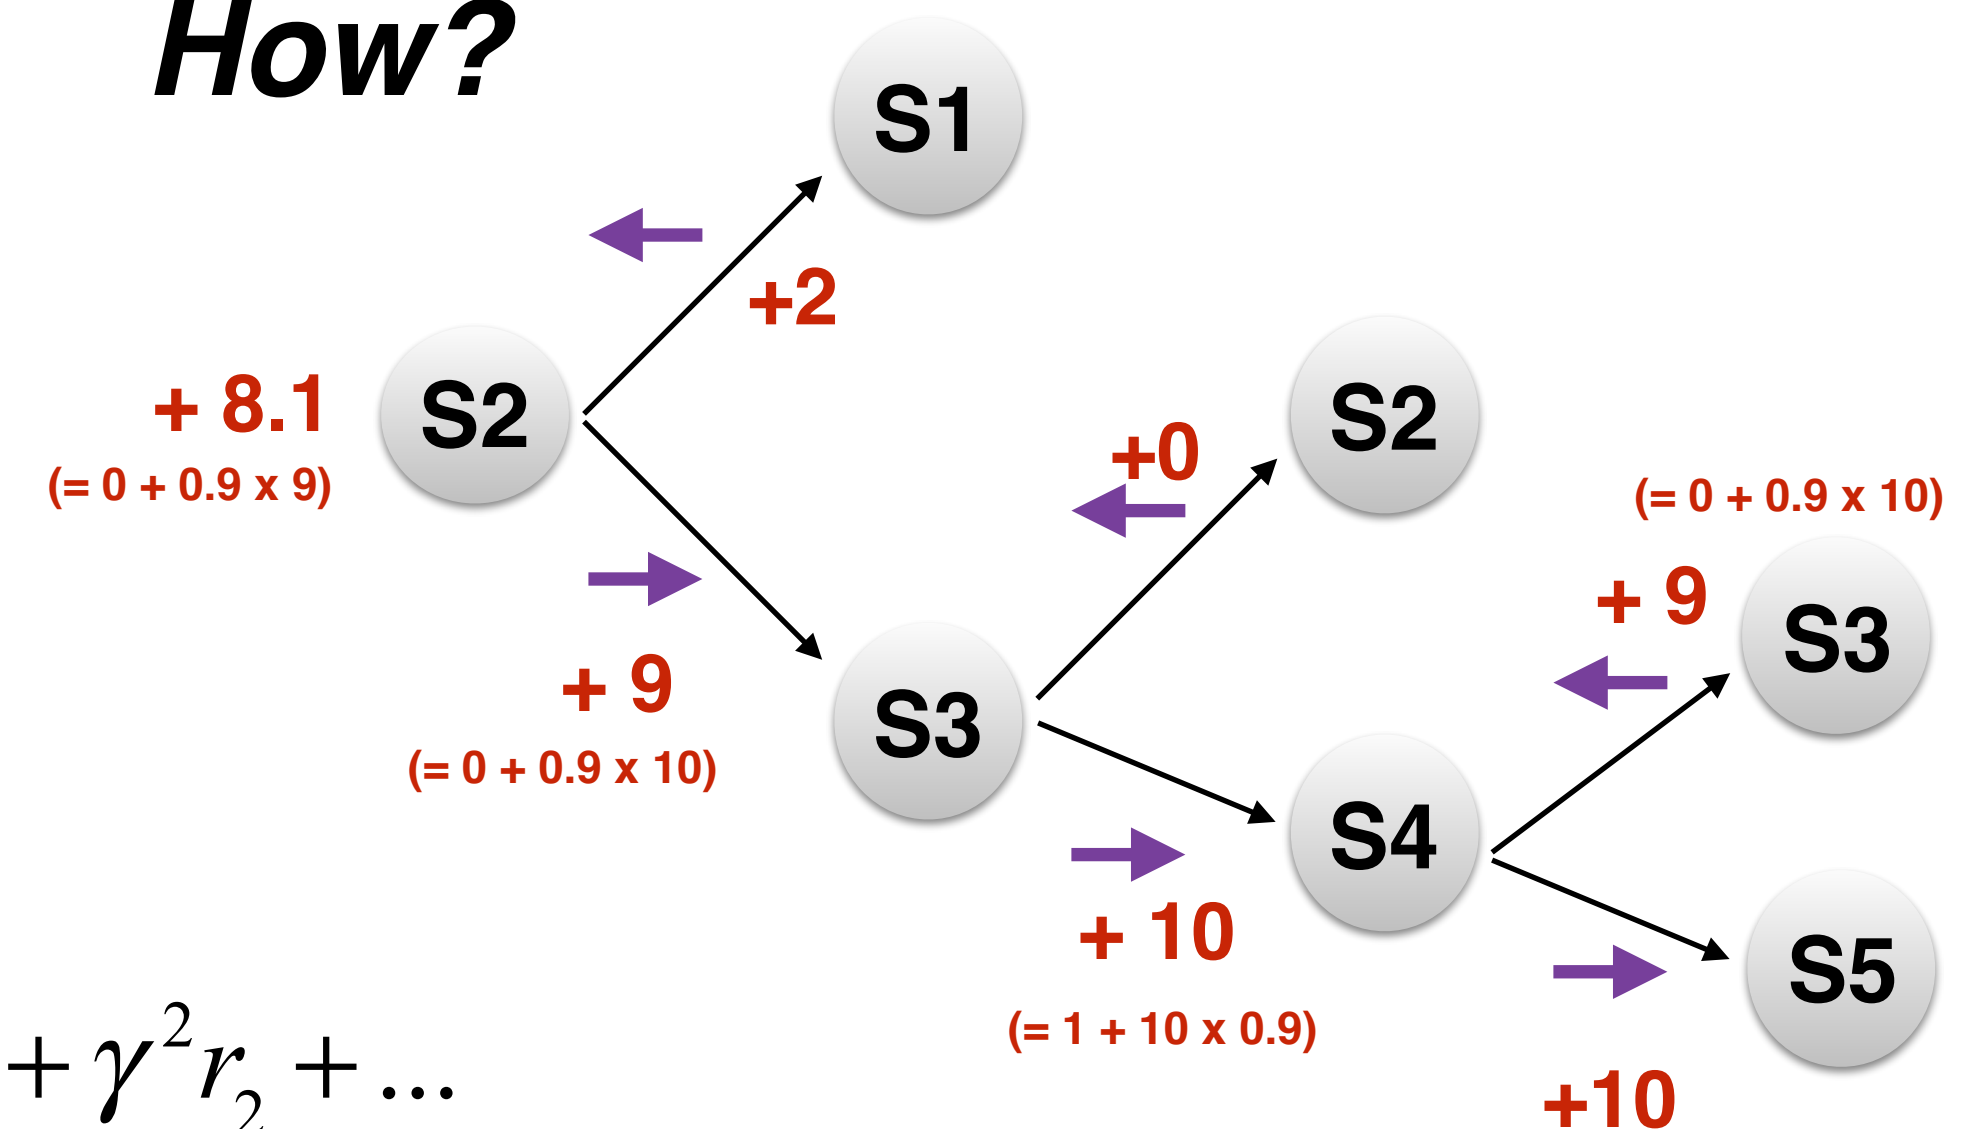 How?
S1
+2
S2
+ 8.1
(= 0 + 0.9 x 9)
S2
+0
(= 0 + 0.9 x 10)
+ 9
S3
+ 9
(= 0 + 0.9 x 10)
S3
S4
+ 10
(= 1 + 10 x 0.9)
S5
+10
+ γ²r₂ + ...